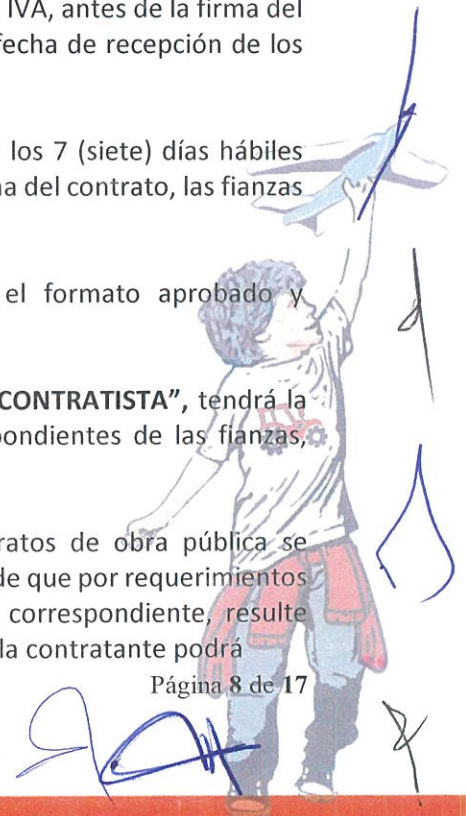 IVA, antes de la firma del
fecha de recepción de los
los 7 (siete) días hábiles
na del contrato, las fianzas
el formato aprobado y
CONTRATISTA", tendrá la
pondientes de las fianzas,
ratos de obra pública se
de que por requerimientos
correspondiente, resulte
la contratante podrá
Página 8 de 17